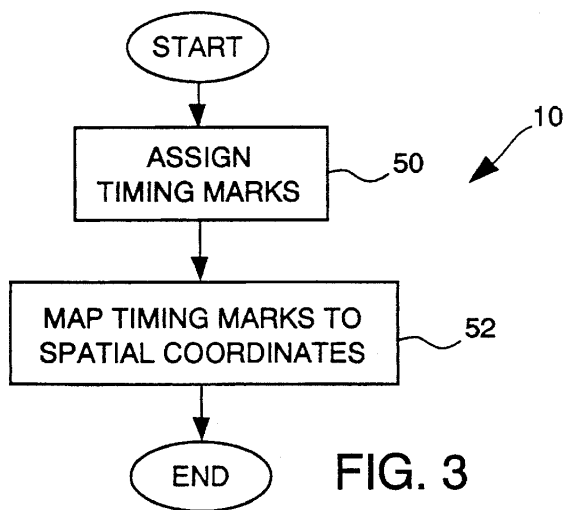 START
10
ASSIGN
TIMING MARKS
50
MAP TIMING MARKS TO
SPATIAL COORDINATES
52
END
FIG. 3